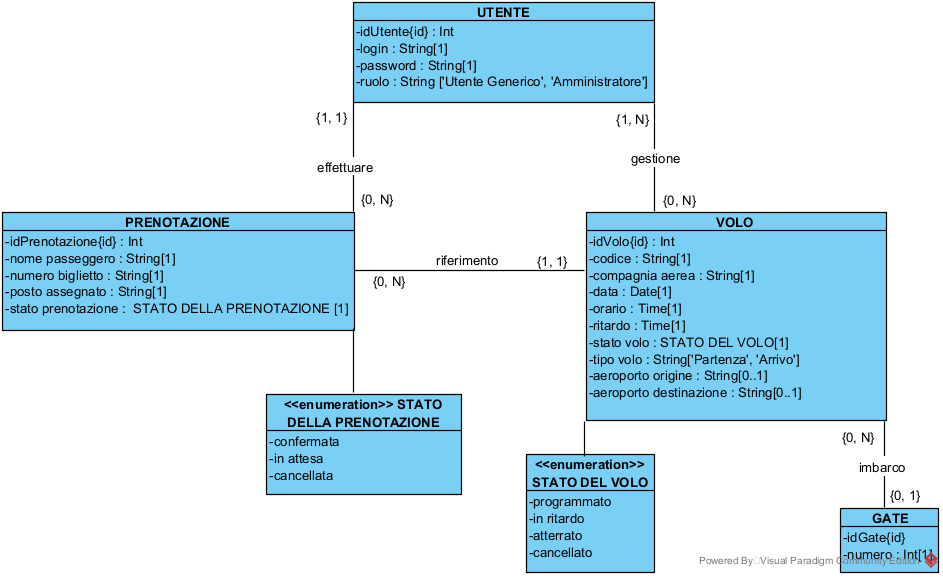 UTENTE
-idUtente{id} : Int
-login : String[1]
-password : String[1]
-ruolo : String ['Utente Generico', 'Amministratore']
{1, 1}
{1, N}
effettuare
gestione
{0, N}
{0, N}
PRENOTAZIONE
-idPrenotazione{id} : Int
-nome passeggero : String[1]
-numero biglietto : String[1]
-posto assegnato : String[1]
-stato prenotazione : STATO DELLA PRENOTAZIONE [1]
riferimento
{1, 1}
{0, N}
VOLO
-idVolo{id} : Int
-codice : String[1]
-compagnia aerea : String[1]
-data : Date[1]
-orario : Time[1]
-ritardo : Time[1]
-stato volo : STATO DEL VOLO[1]
-tipo volo : String['Partenza', 'Arrivo']
-aeroporto origine : String[0..1]
-aeroporto destinazione : String[0..1]
<<enumeration>> STATO
DELLA PRENOTAZIONE
-confermata
-in attesa
-cancellata
<<enumeration>>
STATO DEL VOLO
-programmato
-in ritardo
-atterrato
-cancellato
{0, N}
imbarco
{0, 1}
GATE
-idGate{id}
-numero : Int[1]
Powered By Visual Paradigm Community Edition